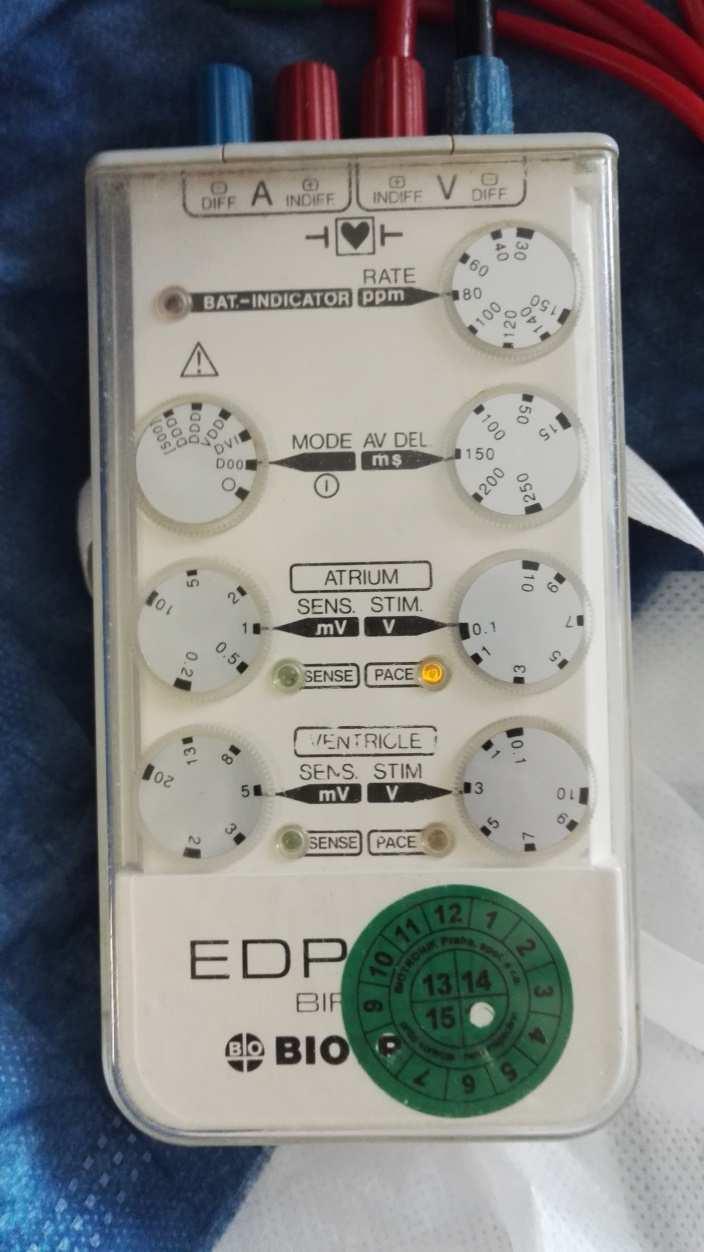 DIFF A INDIFF INDIFF V DIFF
RATE
BAT.-INDICATOR ppm
30 40 60 80 100 120 140 150
MODE AV DEL
ms
D00 DVI VDD DDD DDD
15 50 100 150 200 250
ATRIUM
SENS. STIM.
mV V
10 5 2 1 0.5 0.2
10 9 7 5 3 1 0.1
SENSE PACE
VENTRICLE
SENS. STIM
mV V
20 13 8 5 3 2
0.1 1 3 5 7 9 10
SENSE PACE
EDP
BIO
BIO
12 1 2 3 4 5 6 7 9 10 11
13 14
15